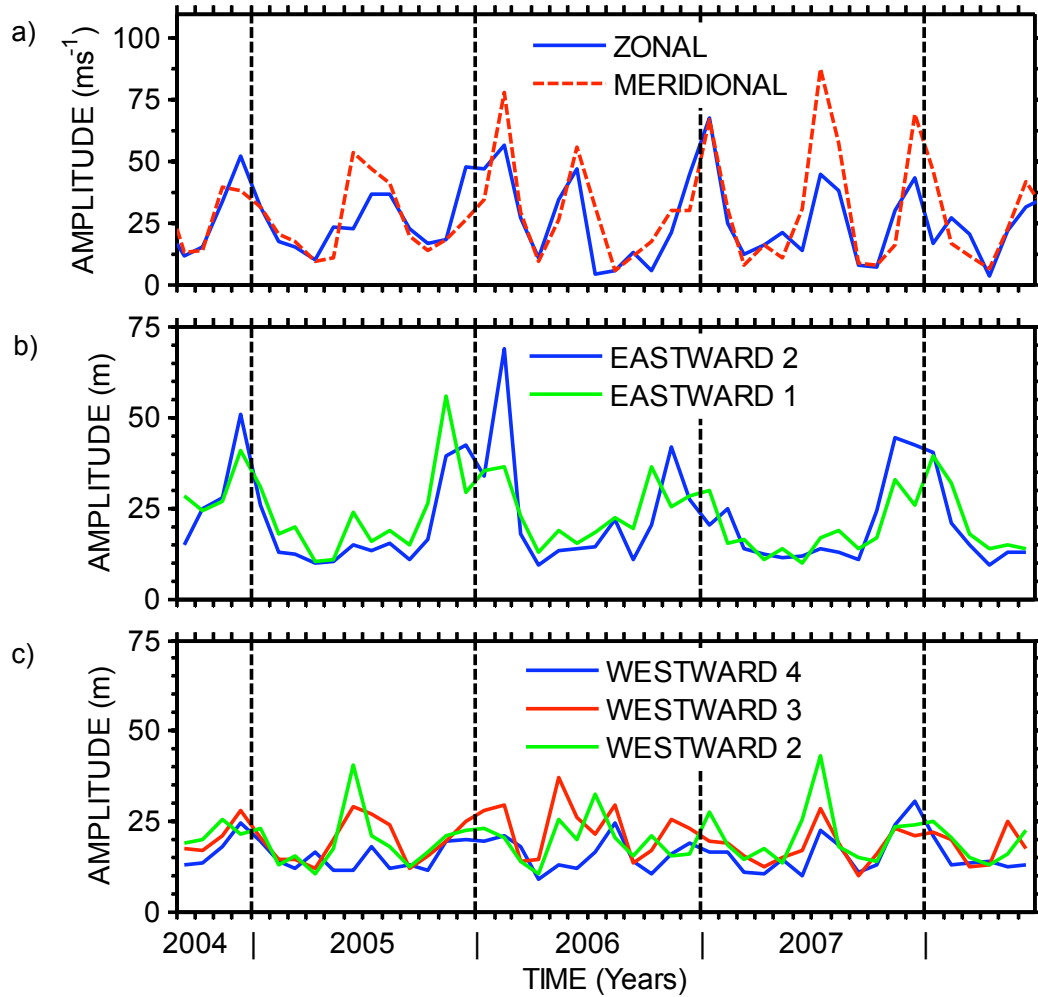 a)
AMPLITUDE (ms⁻¹)
100
75
50
25
0
ZONAL
MERIDIONAL
b)
AMPLITUDE (m)
75
50
25
0
EASTWARD 2
EASTWARD 1
c)
AMPLITUDE (m)
75
50
25
0
WESTWARD 4
WESTWARD 3
WESTWARD 2
2004 | 2005 | 2006 | 2007 |
TIME (Years)